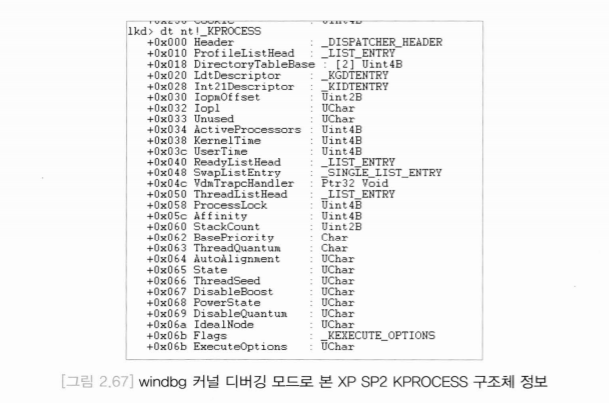 lkd> dt nt!_KPROCESS
+0x000 Header : _DISPATCHER_HEADER
+0x010 ProfileListHead : _LIST_ENTRY
+0x018 DirectoryTableBase : [2] Uint4B
+0x020 LdtDescriptor : _KGDTENTRY
+0x028 Int21Descriptor : _KIDTENTRY
+0x030 IopmOffset : Uint2B
+0x032 Iopl : UChar
+0x033 Unused : UChar
+0x034 ActiveProcessors : Uint4B
+0x038 KernelTime : Uint4B
+0x03c UserTime : Uint4B
+0x040 ReadyListHead : _LIST_ENTRY
+0x048 SwapListEntry : _SINGLE_LIST_ENTRY
+0x04c VdmTrapcHandler : Ptr32 Void
+0x050 ThreadListHead : _LIST_ENTRY
+0x058 ProcessLock : Uint4B
+0x05c Affinity : Uint4B
+0x060 StackCount : Uint2B
+0x062 BasePriority : Char
+0x063 ThreadQuantum : Char
+0x064 AutoAlignment : UChar
+0x065 State : UChar
+0x066 ThreadSeed : UChar
+0x067 DisableBoost : UChar
+0x068 PowerState : UChar
+0x069 DisableQuantum : UChar
+0x06a IdealNode : UChar
+0x06b Flags : _KEXECUTE_OPTIONS
+0x06b ExecuteOptions : UChar
[그림 2.67] windbg 커널 디버깅 모드로 본 XP SP2 KPROCESS 구조체 정보